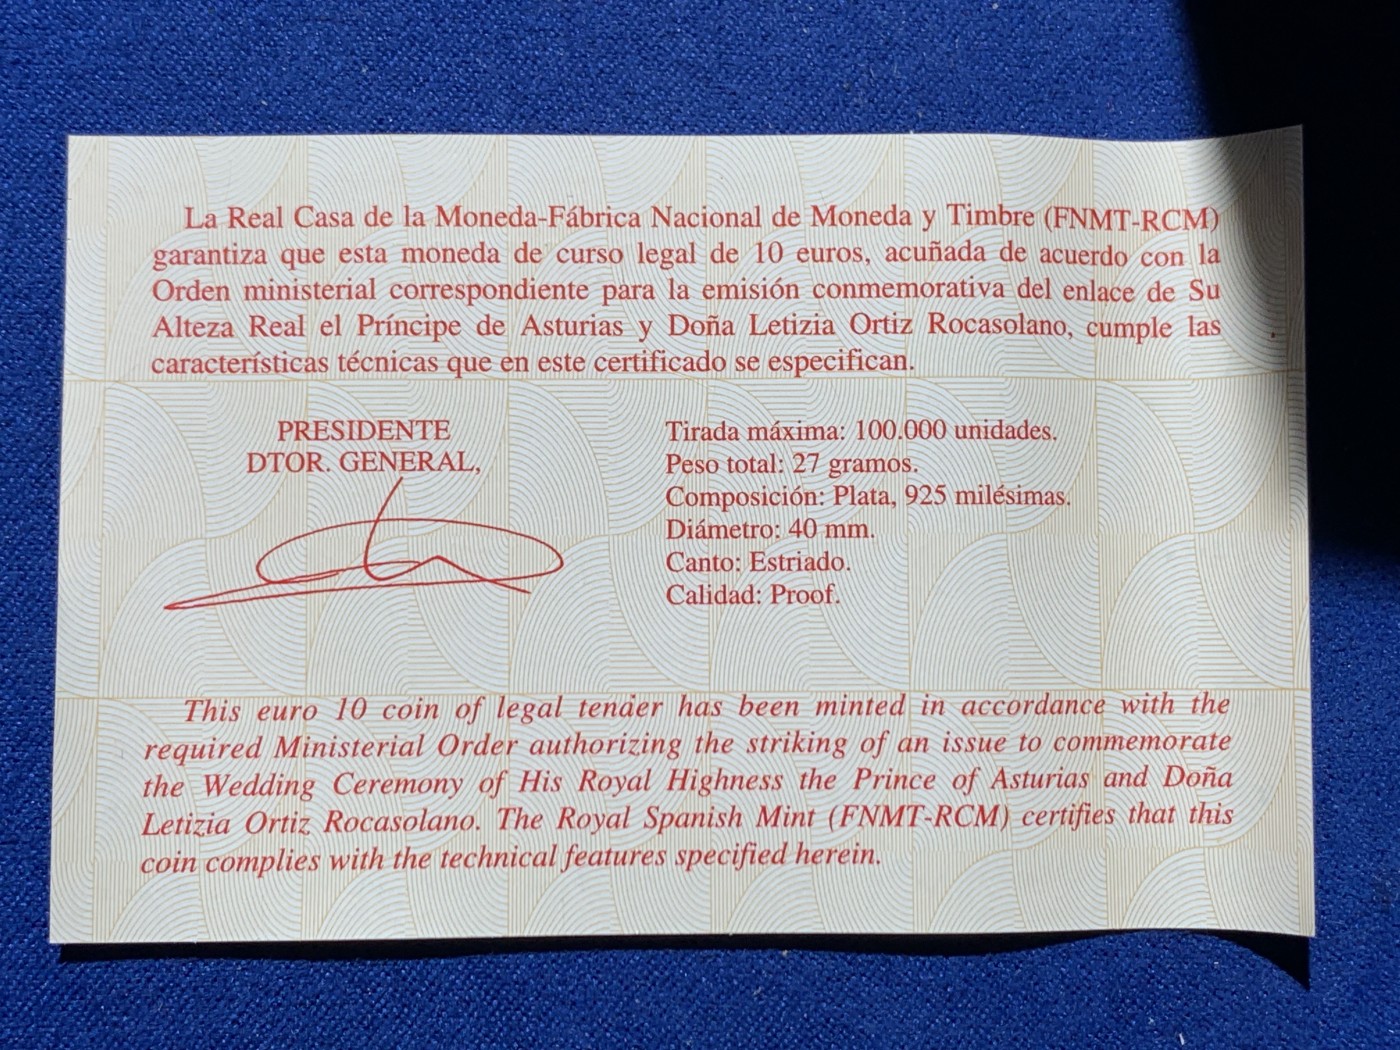 La Real Casa de la Moneda-Fábrica Nacional de Moneda y Timbre (FNMT-RCM)
garantiza que esta moneda de curso legal de 10 euros, acuñada de acuerdo con la
Orden ministerial correspondiente para la emisión conmemorativa del enlace de Su
Alteza Real el Príncipe de Asturias y Doña Letizia Ortiz Rocasolano, cumple las
características técnicas que en este certificado se especifican.
PRESIDENTE
DTOR. GENERAL,
Tirada máxima: 100.000 unidades.
Peso total: 27 gramos.
Composición: Plata, 925 milésimas.
Diámetro: 40 mm.
Canto: Estriado.
Calidad: Proof.
This euro 10 coin of legal tender has been minted in accordance with the
required Ministerial Order authorizing the striking of an issue to commemorate
the Wedding Ceremony of His Royal Highness the Prince of Asturias and Doña
Letizia Ortiz Rocasolano. The Royal Spanish Mint (FNMT-RCM) certifies that this
coin complies with the technical features specified herein.